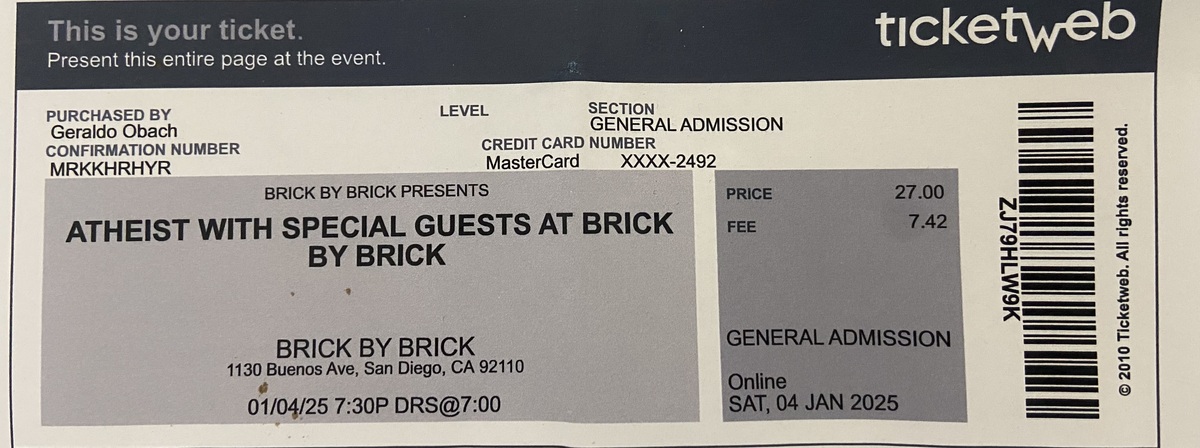 This is your ticket.
Present this entire page at the event.
ticketweb
PURCHASED BY
Geraldo Obach
CONFIRMATION NUMBER
MRKKHRHYR
LEVEL
SECTION
GENERAL ADMISSION
CREDIT CARD NUMBER
MasterCard XXXX-2492
BRICK BY BRICK PRESENTS
ATHEIST WITH SPECIAL GUESTS AT BRICK
BY BRICK
BRICK BY BRICK
1130 Buenos Ave, San Diego, CA 92110
01/04/25 7:30P DRS@7:00
PRICE 27.00
FEE 7.42
GENERAL ADMISSION
Online
SAT, 04 JAN 2025
ZJ79HLW9K
© 2010 Ticketweb. All rights reserved.